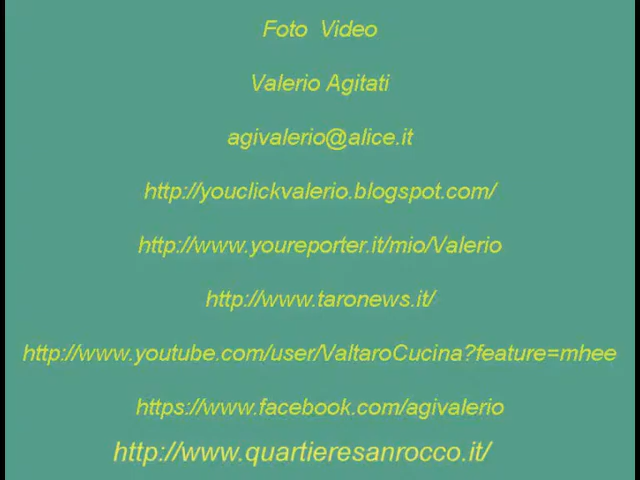 Foto Video
Valerio Agitati
agivalerio@alice.it
http://youclickvalerio.blogspot.com/
http://www.youreporter.it/mio/Valerio
http://www.taronews.it/
http://www.youtube.com/user/ValtaroCucina?feature=mhee
https://www.facebook.com/agivalerio
http://www.quartieresanrocco.it/